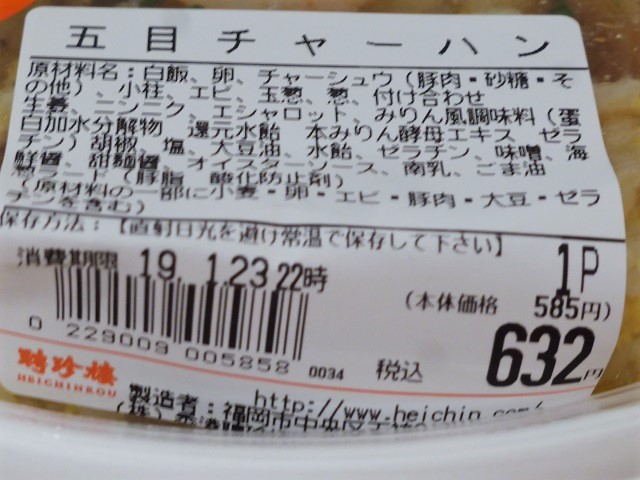 五目チャーハン
原材料名：白飯、卵、チャーシュウ（豚肉・砂糖・そ
の他）、小柱、エビ、玉葱、葱、付け合わせ
生姜、ニンニク、エシャロット、みりん風調味料（蛋
白加水分解物 還元水飴 本みりん酵母エキス ゼラ
チン）胡椒、塩、大豆油、水飴、ゼラチン、味噌、海
鮮醤、甜麺醤、オイスターソース、南乳、ごま油
ラード（豚脂 酸化防止剤）
（原材料の一部に小麦・卵・エビ・豚肉・大豆・ゼラ
チンを含む）
保存方法：【直射日光を避け常温で保存して下さい】
消費期限 19. 1.23 22時
1P
（本体価格 585円）
0 229009 005858 0034
税込 632円
聘珍樓
HEICHINROU
http://www.heichin.com/
製造者：福岡市中央区
（株）